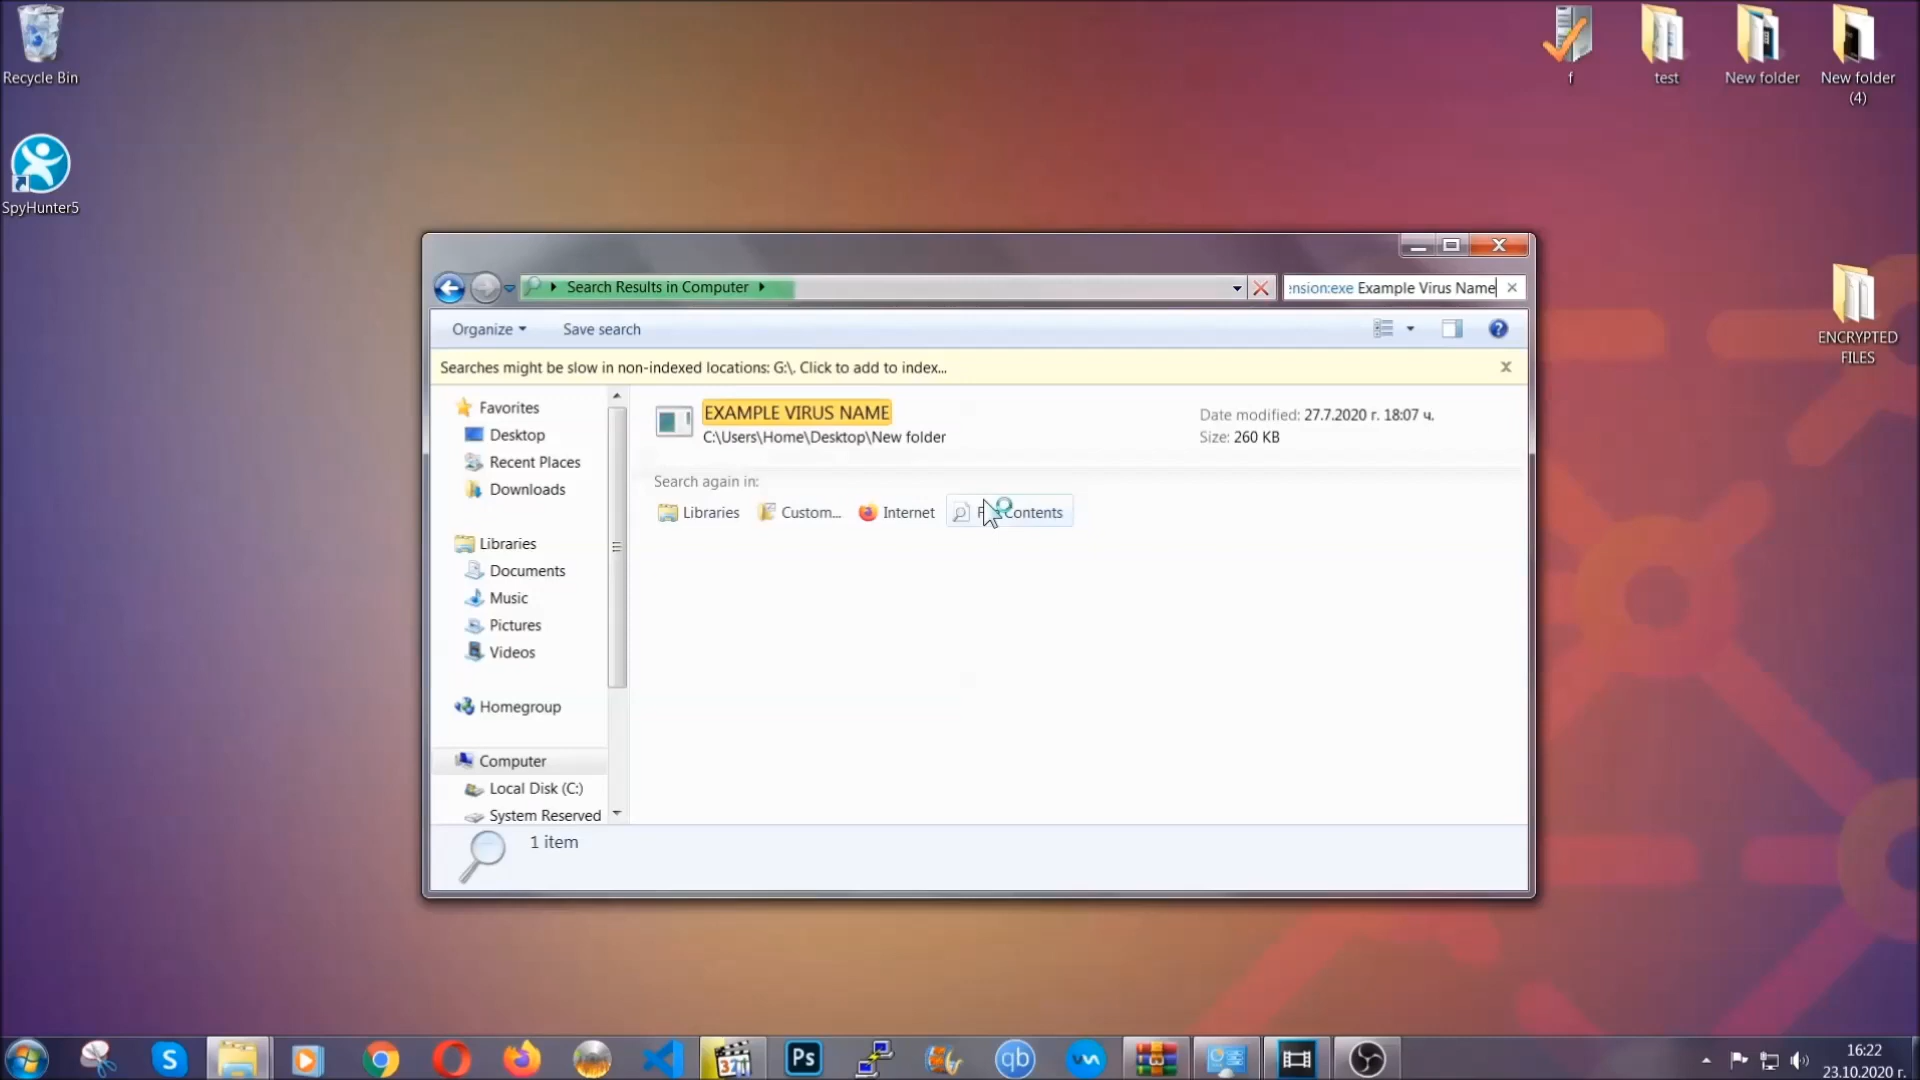 Recycle Bin
SpyHunter5
f
test
New folder
New folder
(4)
ENCRYPTED
FILES
Search Results in Computer
ension:exe Example Virus Name
Organize
Save search
Searches might be slow in non-indexed locations: G:\. Click to add to index...
Favorites
Desktop
Recent Places
Downloads
Libraries
Documents
Music
Pictures
Videos
Homegroup
Computer
Local Disk (C:)
System Reserved
EXAMPLE VIRUS NAME
C:\Users\Home\Desktop\New folder
Date modified: 27.7.2020 г. 18:07 ч.
Size: 260 KB
Search again in:
Libraries
Custom...
Internet
Contents
1 item
S
321
Ps
qb
16:22
23.10.2020 г.